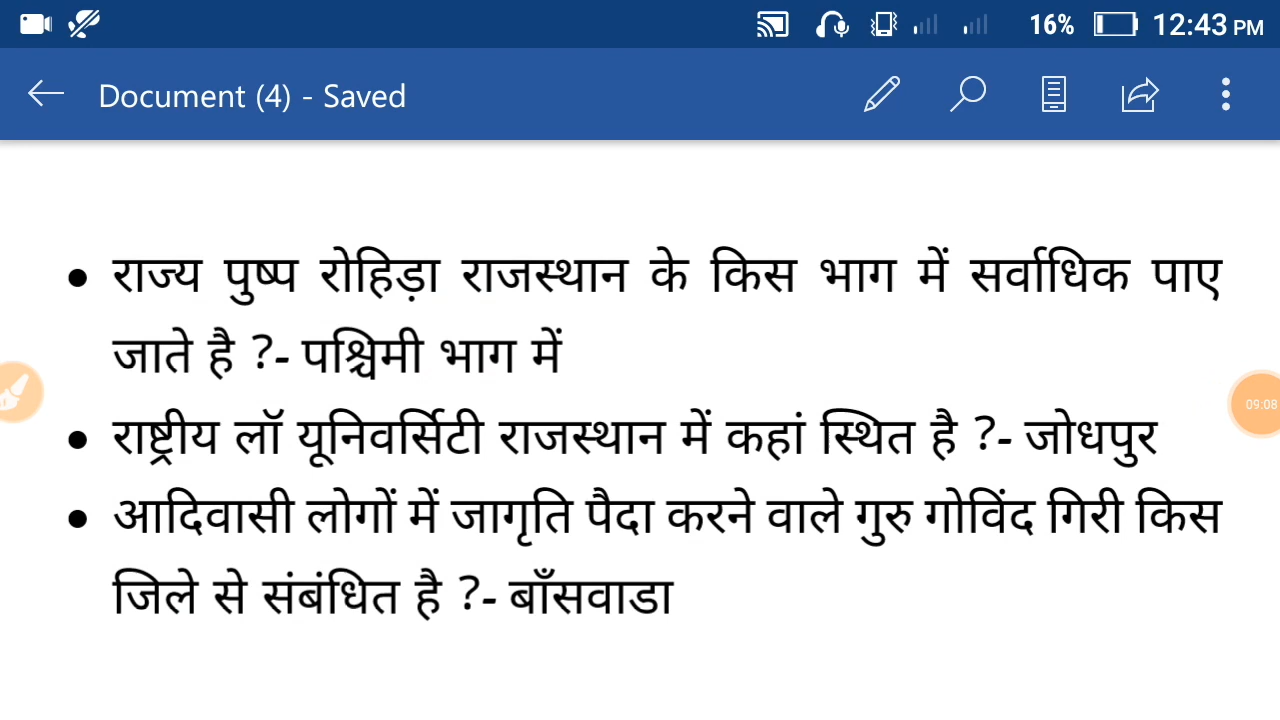 16% 12:43 PM
Document (4) - Saved
• राज्य पुष्प रोहिड़ा राजस्थान के किस भाग में सर्वाधिक पाए
जाते है ?- पश्चिमी भाग में
• राष्ट्रीय लॉ यूनिवर्सिटी राजस्थान में कहां स्थित है ?- जोधपुर
• आदिवासी लोगों में जागृति पैदा करने वाले गुरु गोविंद गिरी किस
जिले से संबंधित है ?- बाँसवाडा
09:08